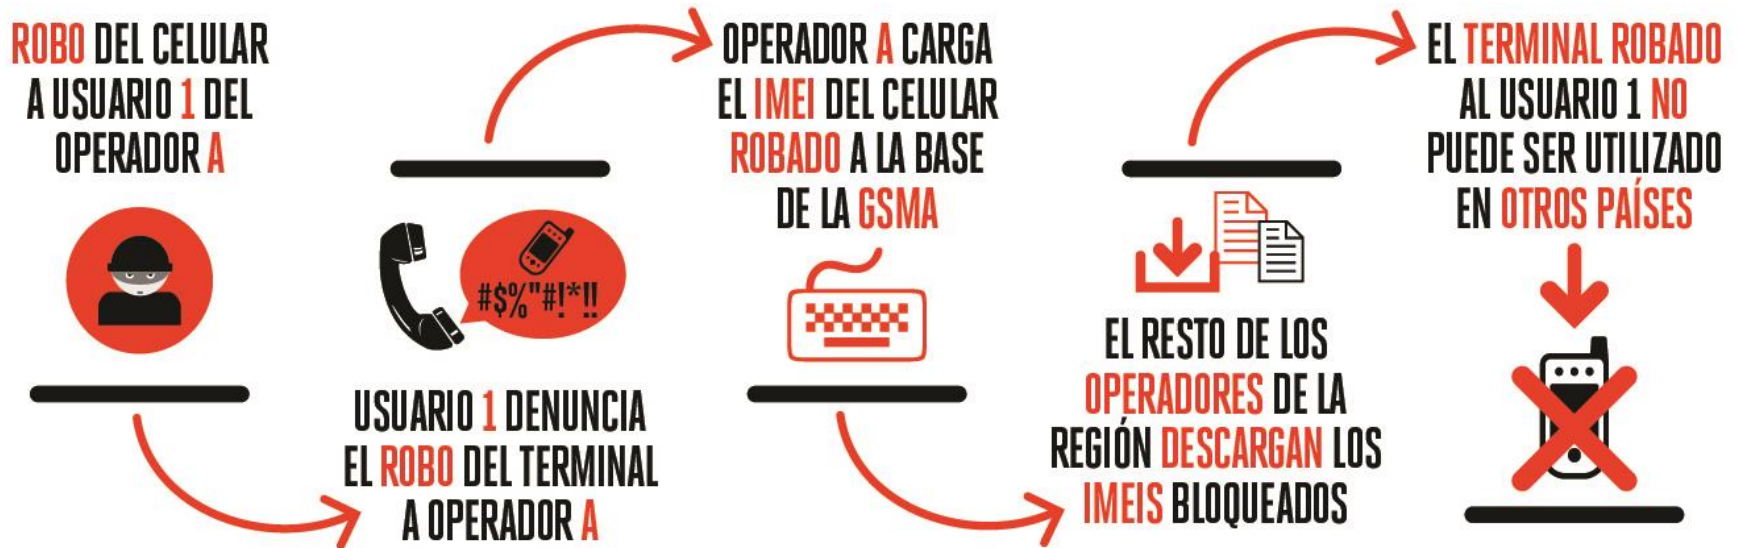 ROBO DEL CELULAR
A USUARIO 1 DEL
OPERADOR A
#$%"#!*!!
USUARIO 1 DENUNCIA
EL ROBO DEL TERMINAL
A OPERADOR A
OPERADOR A CARGA
EL IMEI DEL CELULAR
ROBADO A LA BASE
DE LA GSMA
EL RESTO DE LOS
OPERADORES DE LA
REGIÓN DESCARGAN LOS
IMEIS BLOQUEADOS
EL TERMINAL ROBADO
AL USUARIO 1 NO
PUEDE SER UTILIZADO
EN OTROS PAÍSES